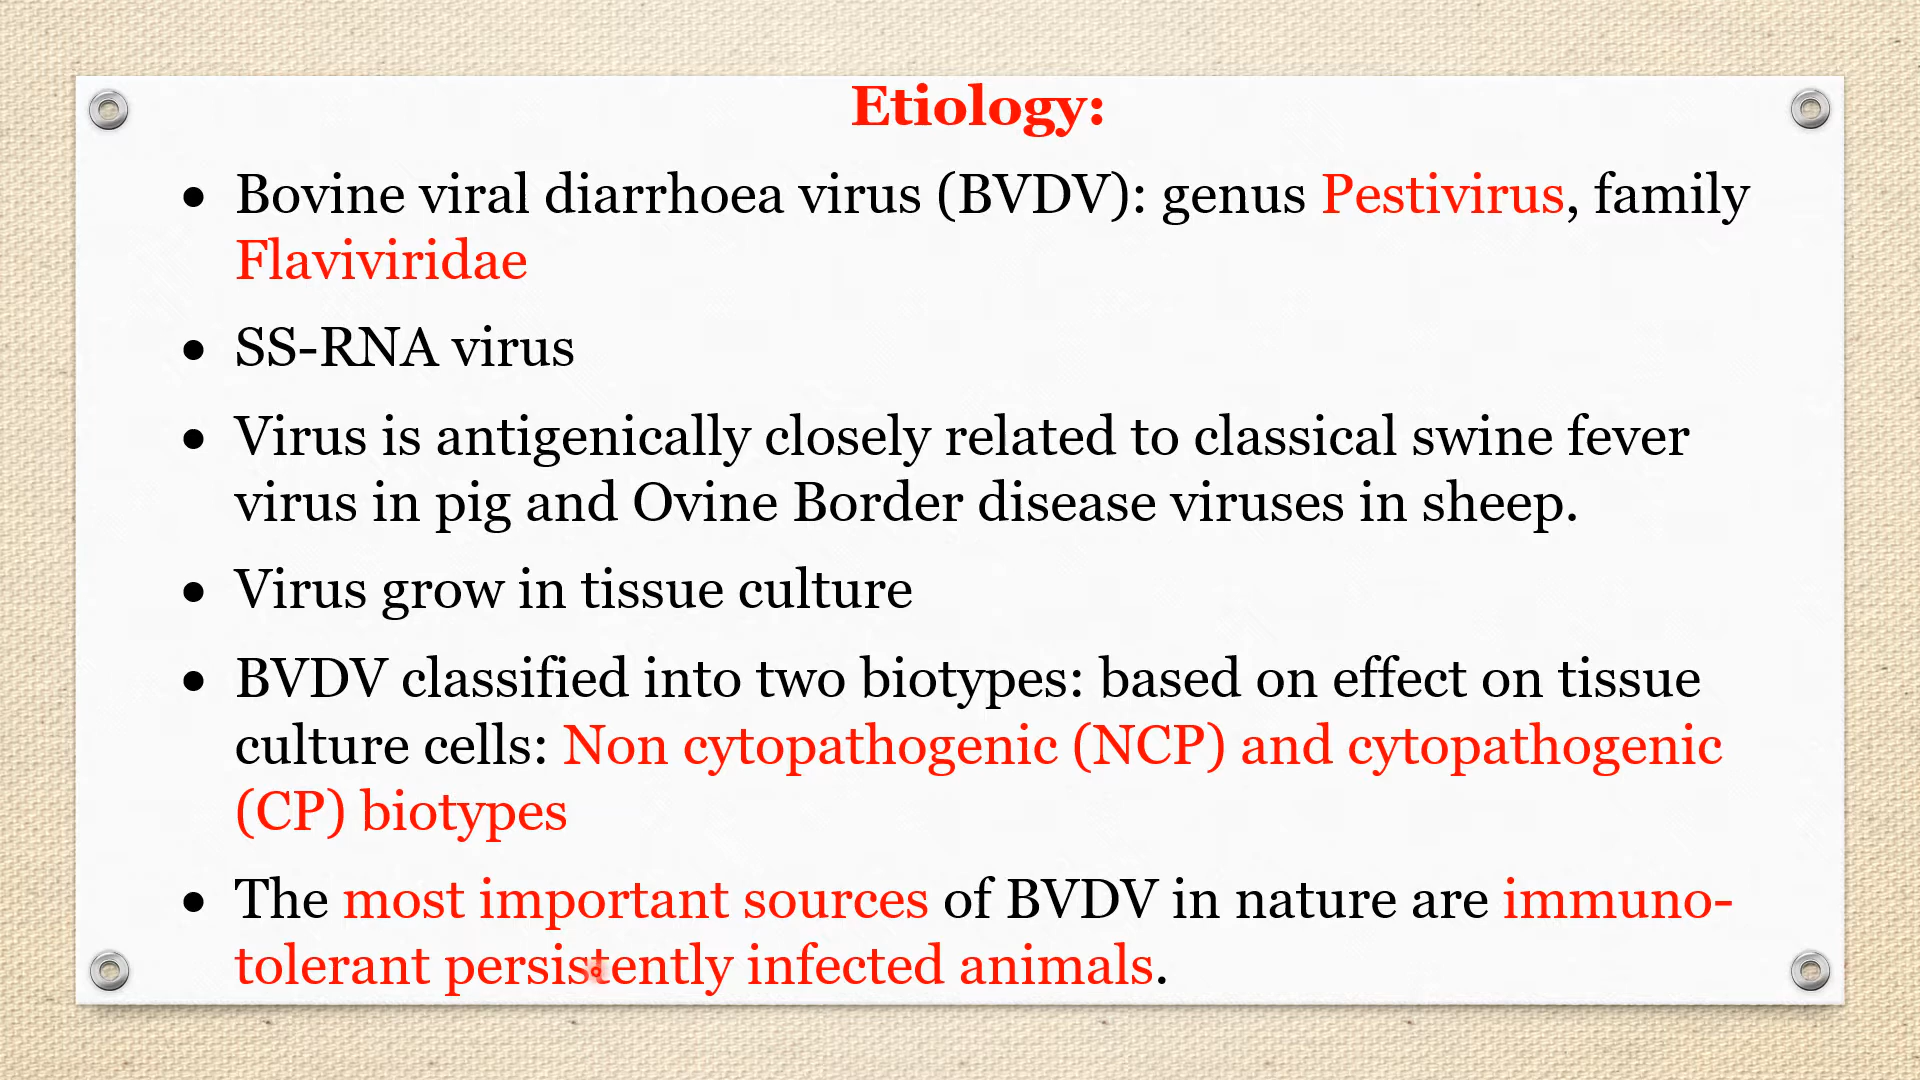 Etiology:
• Bovine viral diarrhoea virus (BVDV): genus Pestivirus, family
Flaviviridae
• SS-RNA virus
• Virus is antigenically closely related to classical swine fever
virus in pig and Ovine Border disease viruses in sheep.
• Virus grow in tissue culture
• BVDV classified into two biotypes: based on effect on tissue
culture cells: Non cytopathogenic (NCP) and cytopathogenic
(CP) biotypes
• The most important sources of BVDV in nature are immuno-
tolerant persistently infected animals.